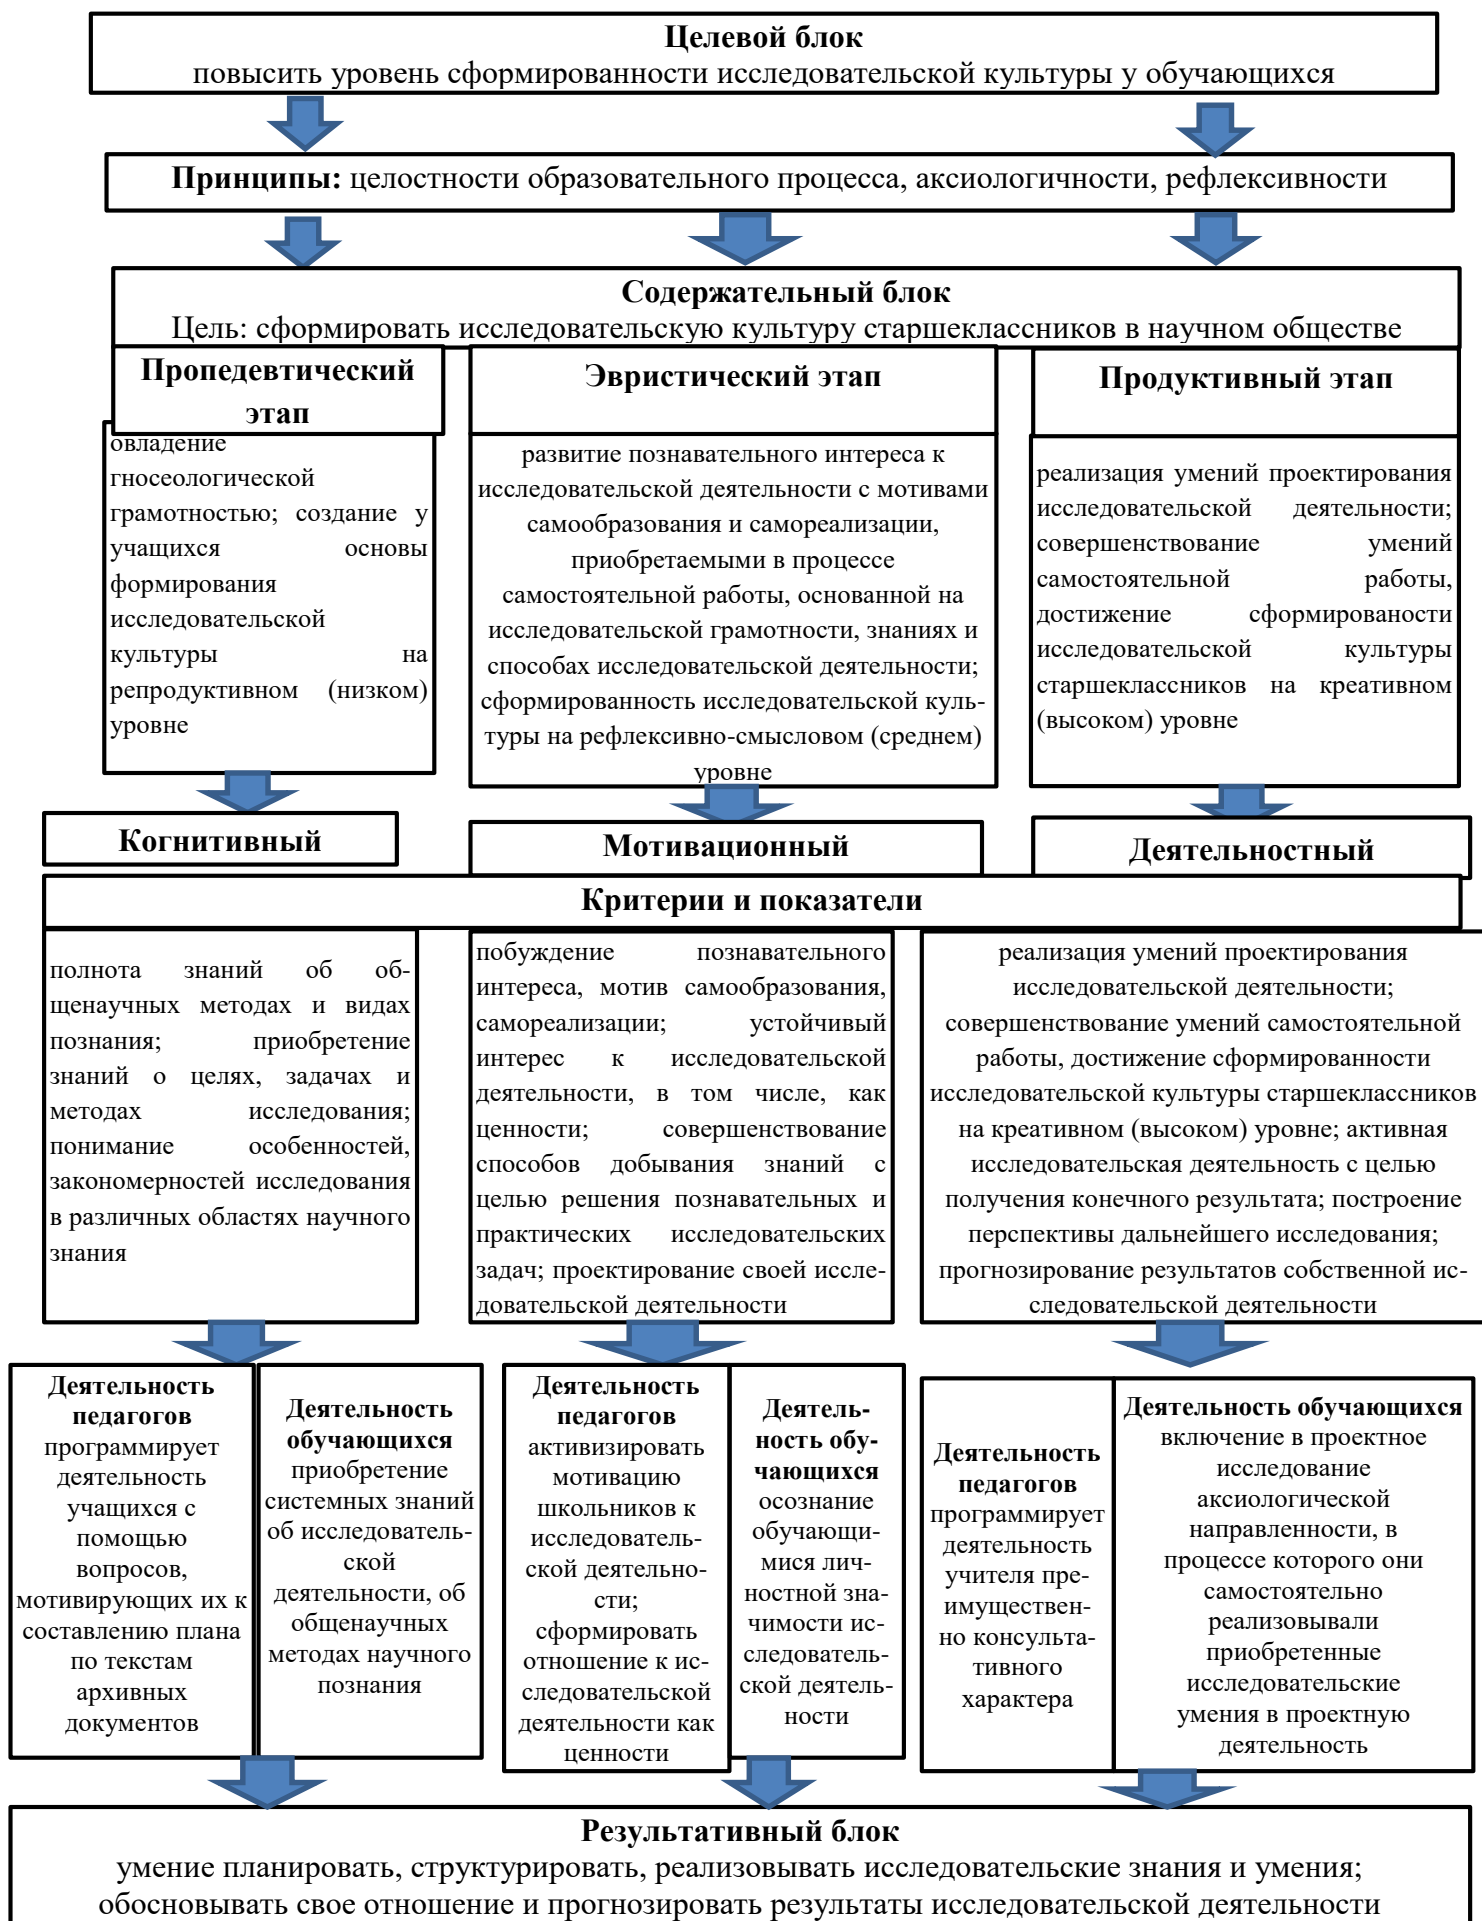 Целевой блок
повысить уровень сформированности исследовательской культуры у обучающихся
Принципы: целостности образовательного процесса, аксиологичности, рефлексивности
Содержательный блок
Цель: сформировать исследовательскую культуру старшеклассников в научном обществе
Пропедевтический
этап
овладение
гносеологической
грамотностью; создание у
учащихся основы
формирования
исследовательской
культуры на
репродуктивном (низком)
уровне
Эвристический этап
развитие познавательного интереса к
исследовательской деятельности с мотивами
самообразования и самореализации,
приобретаемыми в процессе
самостоятельной работы, основанной на
исследовательской грамотности, знаниях и
способах исследовательской деятельности;
сформированность исследовательской куль-
туры на рефлексивно-смысловом (среднем)
уровне
Продуктивный этап
реализация умений проектирования
исследовательской деятельности;
совершенствование умений
самостоятельной работы,
достижение сформированости
исследовательской культуры
старшеклассников на креативном
(высоком) уровне
Когнитивный
Мотивационный
Деятельностный
Критерии и показатели
полнота знаний об об-
щенаучных методах и видах
познания; приобретение
знаний о целях, задачах и
методах исследования;
понимание особенностей,
закономерностей исследования
в различных областях научного
знания
побуждение познавательного
интереса, мотив самообразования,
самореализации; устойчивый
интерес к исследовательской
деятельности, в том числе, как
ценности; совершенствование
способов добывания знаний с
целью решения познавательных и
практических исследовательских
задач; проектирование своей иссле-
довательской деятельности
реализация умений проектирования
исследовательской деятельности;
совершенствование умений самостоятельной
работы, достижение сформированности
исследовательской культуры старшеклассников
на креативном (высоком) уровне; активная
исследовательская деятельность с целью
получения конечного результата; построение
перспективы дальнейшего исследования;
прогнозирование результатов собственной ис-
следовательской деятельности
Деятельность
педагогов
программирует
деятельность
учащихся с
помощью
вопросов,
мотивирующих их к
составлению плана
по текстам
архивных
документов
Деятельность
обучающихся
приобретение
системных знаний
об исследователь-
ской
деятельности, об
общенаучных
методах научного
познания
Деятельность
педагогов
активизировать
мотивацию
школьников к
исследователь-
ской деятельно-
сти;
сформировать
отношение к ис-
следовательской
деятельности как
ценности
Деятель-
ность обу-
чающихся
осознание
обучающи-
мися лич-
ностной зна-
чимости ис-
следователь-
ской деятель-
ности
Деятельность
педагогов
программирует
деятельность
учителя пре-
имуществен-
но консульта-
тивного
характера
Деятельность обучающихся
включение в проектное
исследование
аксиологической
направленности, в
процессе которого они
самостоятельно
реализовывали
приобретенные
исследовательские
умения в проектную
деятельность
Результативный блок
умение планировать, структурировать, реализовывать исследовательские знания и умения;
обосновывать свое отношение и прогнозировать результаты исследовательской деятельности